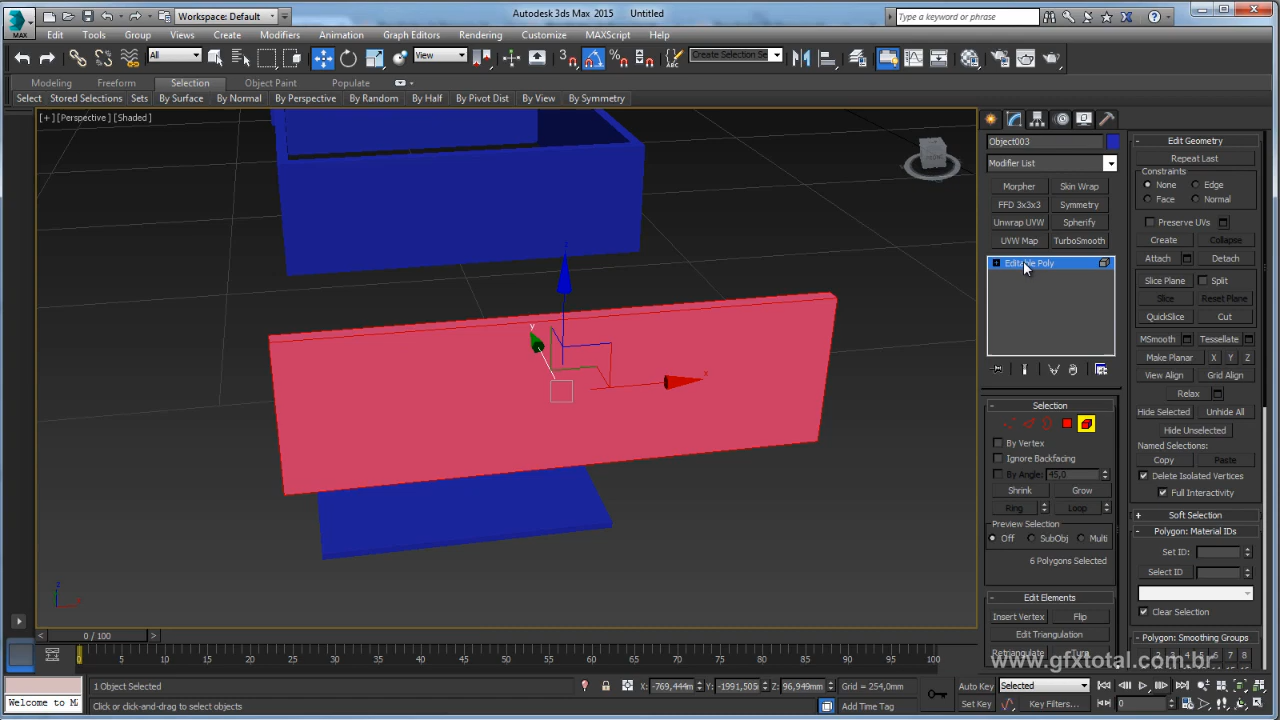 MAX
Workspace: Default
Autodesk 3ds Max 2015 Untitled
Type a keyword or phrase
Edit Tools Group Views Create Modifiers Animation Graph Editors Rendering Customize MAXScript Help
All
View
Create Selection Se
Modeling Freeform Selection Object Paint Populate
Select Stored Selections Sets By Surface By Normal By Perspective By Random By Half By Pivot Dist By View By Symmetry
[+] [Perspective] [Shaded]
Object003
Modifier List
Morpher Skin Wrap
FFD 3x3x3 Symmetry
Unwrap UVW Spherify
UVW Map TurboSmooth
Editable Poly
Selection
By Vertex
Ignore Backfacing
By Angle: 45,0
Shrink Grow
Ring Loop
Preview Selection
Off SubObj Multi
6 Polygons Selected
Edit Elements
Insert Vertex Flip
Edit Triangulation
Retriangulate Turn
Edit Geometry
Repeat Last
Constraints
None Edge
Face Normal
Preserve UVs
Create Collapse
Attach Detach
Slice Plane Split
Slice Reset Plane
QuickSlice Cut
MSmooth Tessellate
Make Planar X Y Z
View Align Grid Align
Relax
Hide Selected Unhide All
Hide Unselected
Named Selections:
Copy Paste
Delete Isolated Vertices
Full Interactivity
Soft Selection
Polygon: Material IDs
Set ID:
Select ID
Clear Selection
Polygon: Smoothing Groups
2 3 4 5 6 7 8
www.gfxtotal.com.br
z
y
x
z
0 / 100
0 5 10 15 20 25 30 35 40 45 50 55 60 65 70 75 80 85 90 95 100
1 Object Selected
X: -769,444m Y: -1991,505 Z: 96,949mm Grid = 254,0mm
Auto Key Selected
Welcome to M
Click or click-and-drag to select objects
Add Time Tag
Set Key Key Filters... 0